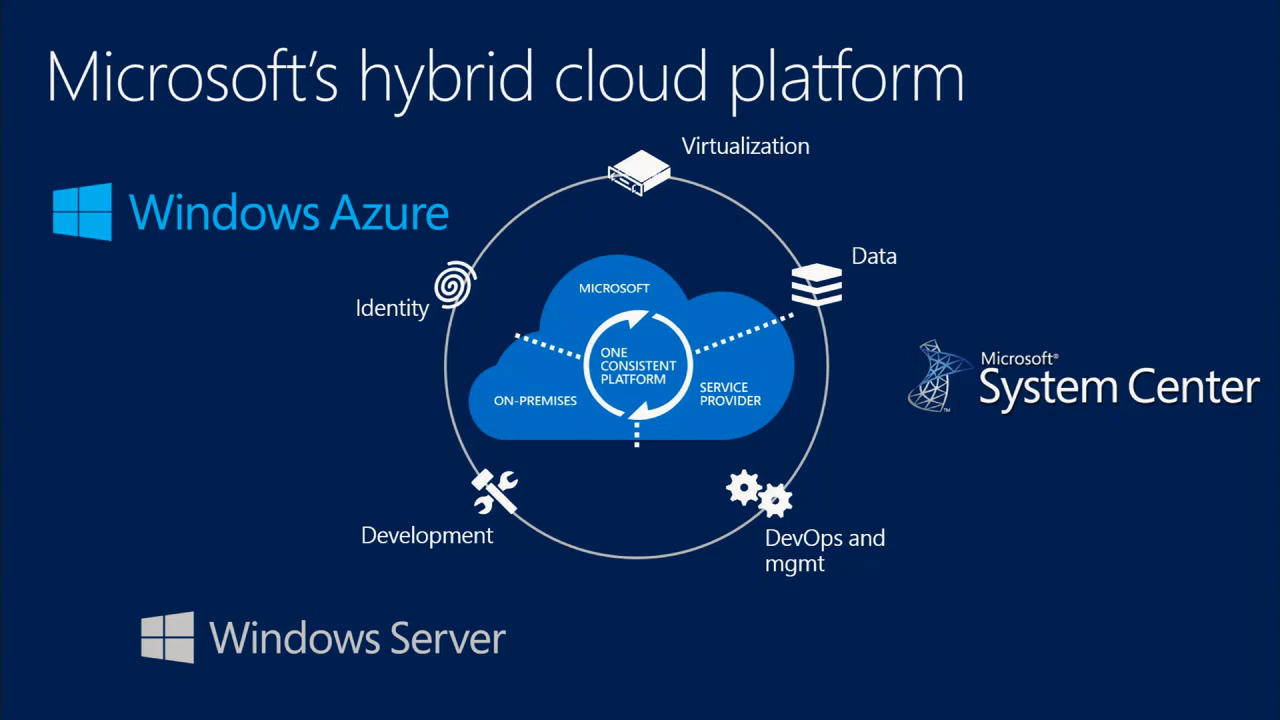 Microsoft's hybrid cloud platform
Virtualization
Windows Azure
Data
MICROSOFT
Identity
ONE
CONSISTENT
PLATFORM
ON-PREMISES
SERVICE
PROVIDER
Microsoft®
System Center™
Development
DevOps and
mgmt
Windows Server